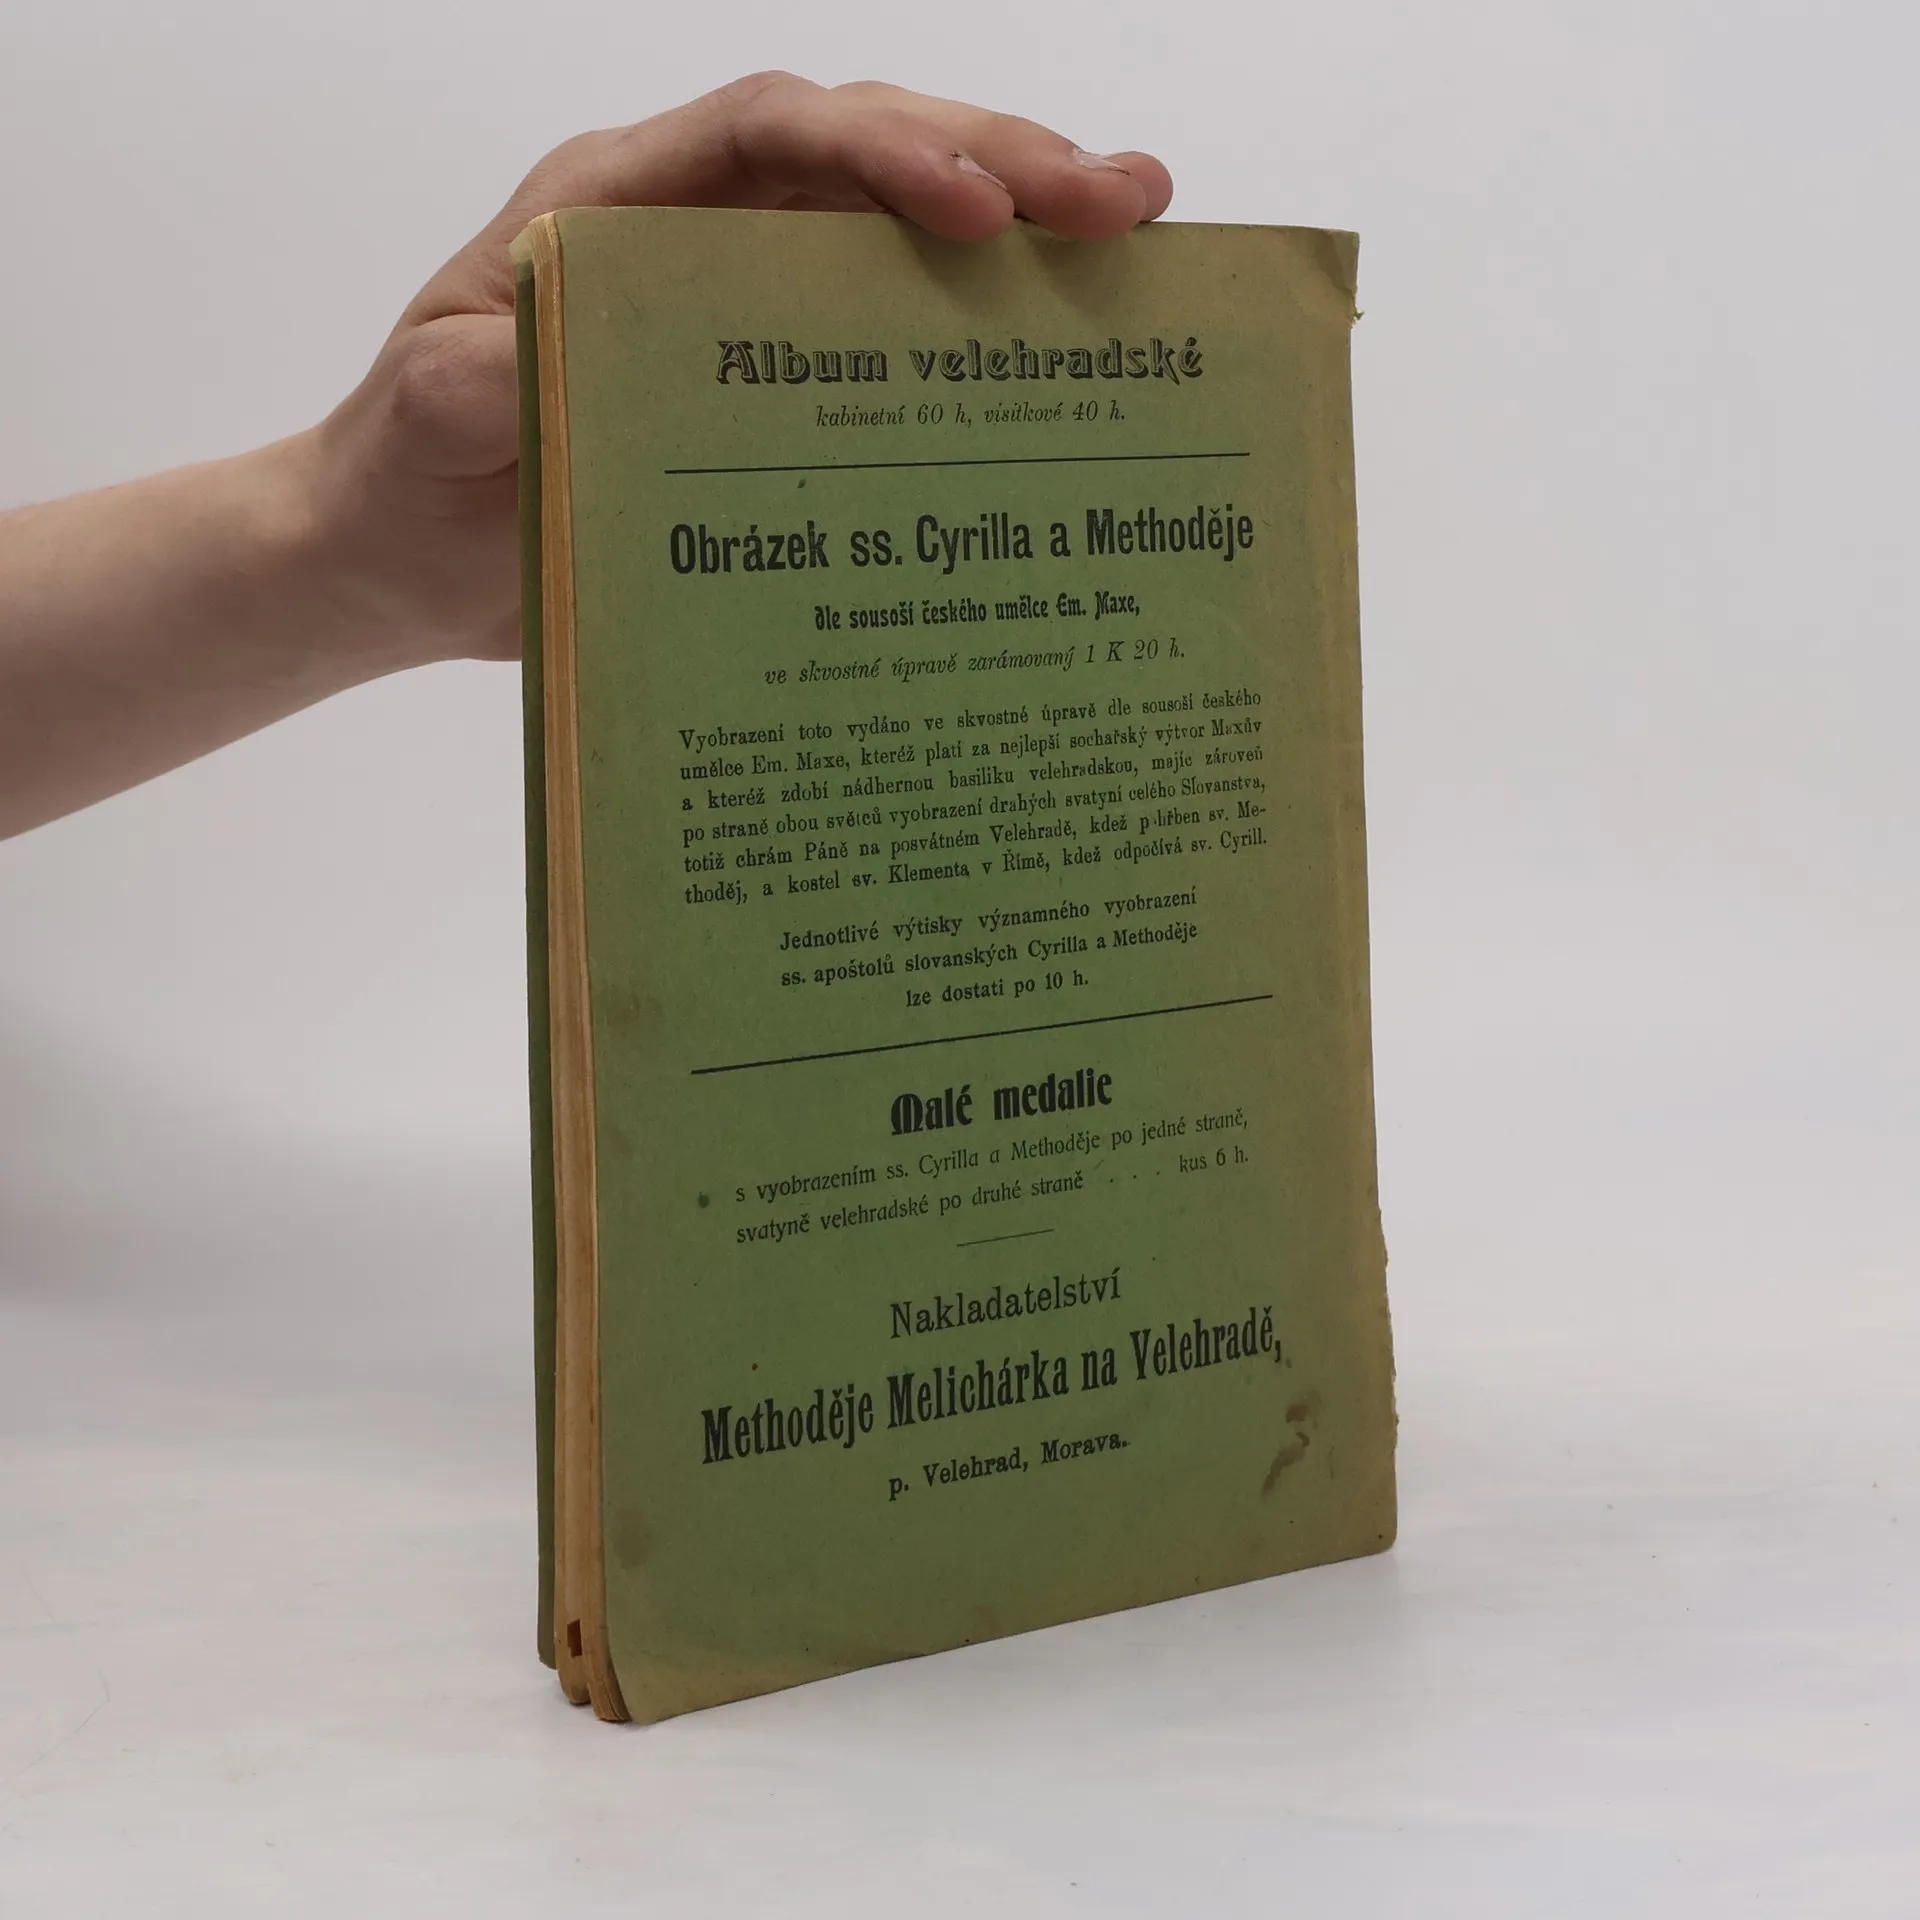 Album velehradské
kabinetní 60 h, visitkové 40 h.
Obrázek ss. Cyrilla a Methoděje
dle sousoší českého umělce Em. Maxe,
ve skvostné úpravě zarámovaný 1 K 20 h.
Vyobrazení toto vydáno ve skvostné úpravě dle sousoší českého
umělce Em. Maxe, kteréž platí za nejlepší sochařský výtvor Maxův
a kteréž zdobí nádhernou basiliku velehradskou, majíc zároveň
po straně obou světců vyobrazení drahých svatyní celého Slovanstva,
totiž chrám Páně na posvátném Velehradě, kdež pohřben sv. Me-
thoděj, a kostel sv. Klementa v Římě, kdež odpočívá sv. Cyrill.
Jednotlivé výtisky významného vyobrazení
ss. apoštolů slovanských Cyrilla a Methoděje
lze dostati po 10 h.
Malé medalie
s vyobrazením ss. Cyrilla a Methoděje po jedné straně,
svatyně velehradské po druhé straně . . . kus 6 h.
Nakladatelství
Methoděje Melichárka na Velehradě,
p. Velehrad, Morava.